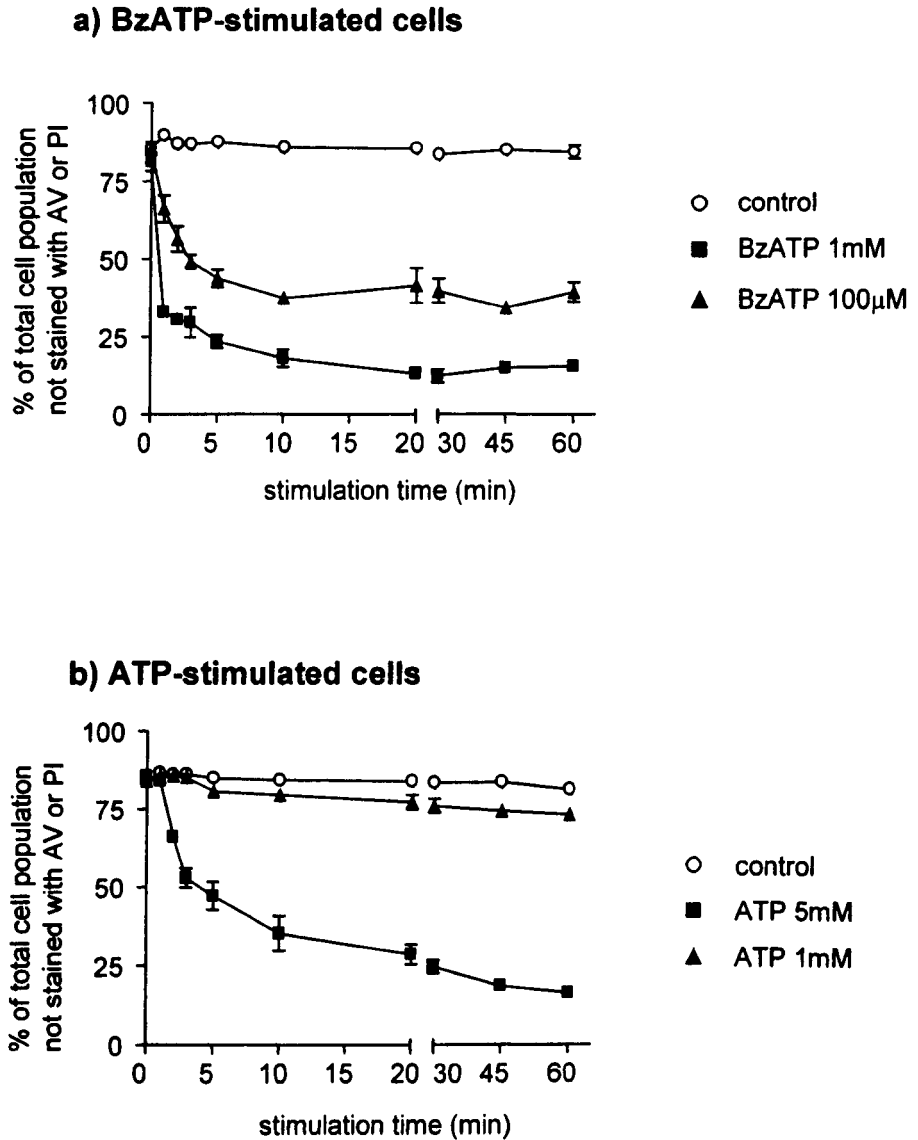 a) BzATP-stimulated cells
% of total cell population
not stained with AV or PI
100
75
50
25
0
0 5 10 15 20 30 45 60
stimulation time (min)
control
BzATP 1mM
BzATP 100µM
b) ATP-stimulated cells
% of total cell population
not stained with AV or PI
100
75
50
25
0
0 5 10 15 20 30 45 60
stimulation time (min)
control
ATP 5mM
ATP 1mM